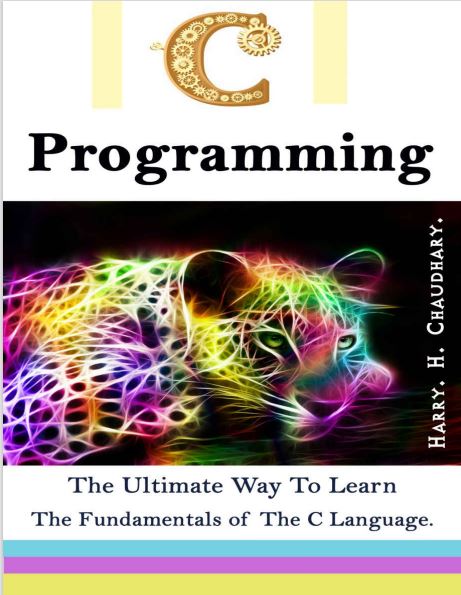 C
Programming
Harry. H. Chaudhary.
The Ultimate Way To Learn
The Fundamentals of The C Language.